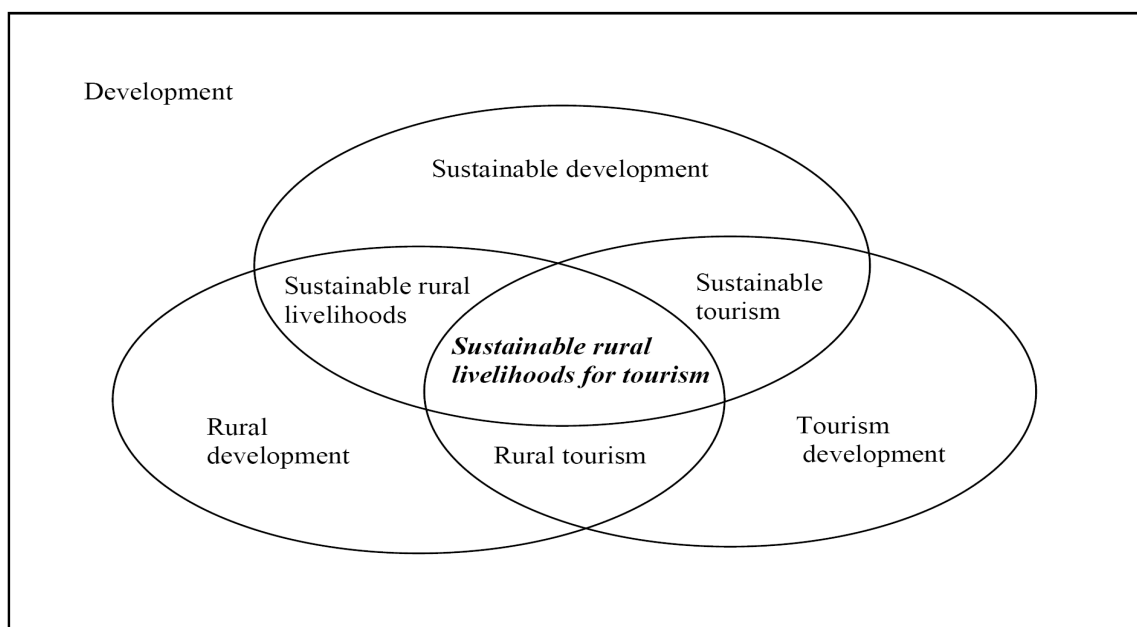 Development
Sustainable development
Sustainable rural
livelihoods
Sustainable
tourism
Sustainable rural
livelihoods for tourism
Rural
development
Rural tourism
Tourism
development